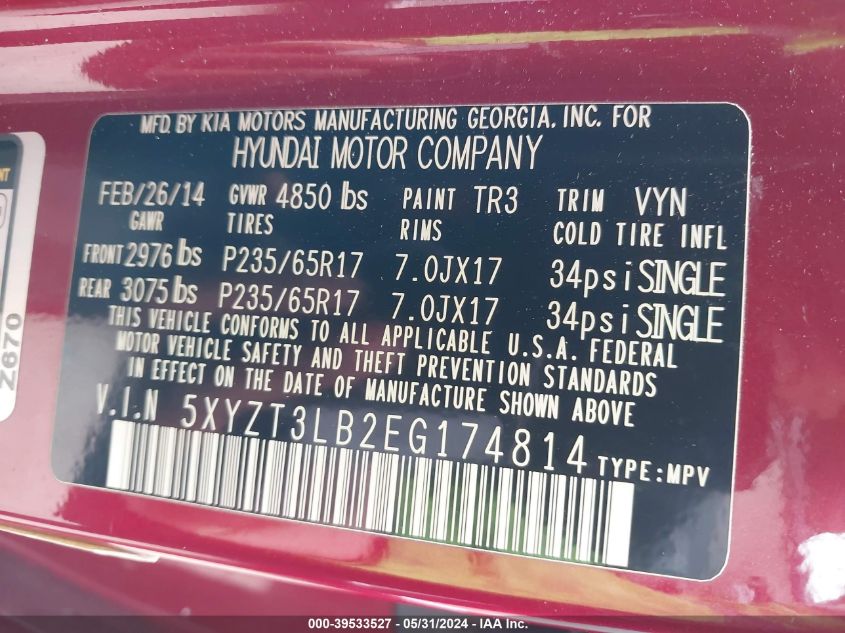 MFD. BY KIA MOTORS MANUFACTURING GEORGIA, INC. FOR
HYUNDAI MOTOR COMPANY
FEB/26/14 GVWR 4850 lbs PAINT TR3 TRIM VYN
GAWR TIRES RIMS COLD TIRE INFL
FRONT 2976 lbs P235/65R17 7.0JX17 34psi SINGLE
REAR 3075 lbs P235/65R17 7.0JX17 34psi SINGLE
THIS VEHICLE CONFORMS TO ALL APPLICABLE U.S.A. FEDERAL
MOTOR VEHICLE SAFETY AND THEFT PREVENTION STANDARDS
IN EFFECT ON THE DATE OF MANUFACTURE SHOWN ABOVE
V.I.N 5XYZT3LB2EG174814 TYPE:MPV
Z670
000-39533527 - 05/31/2024 - IAA Inc.